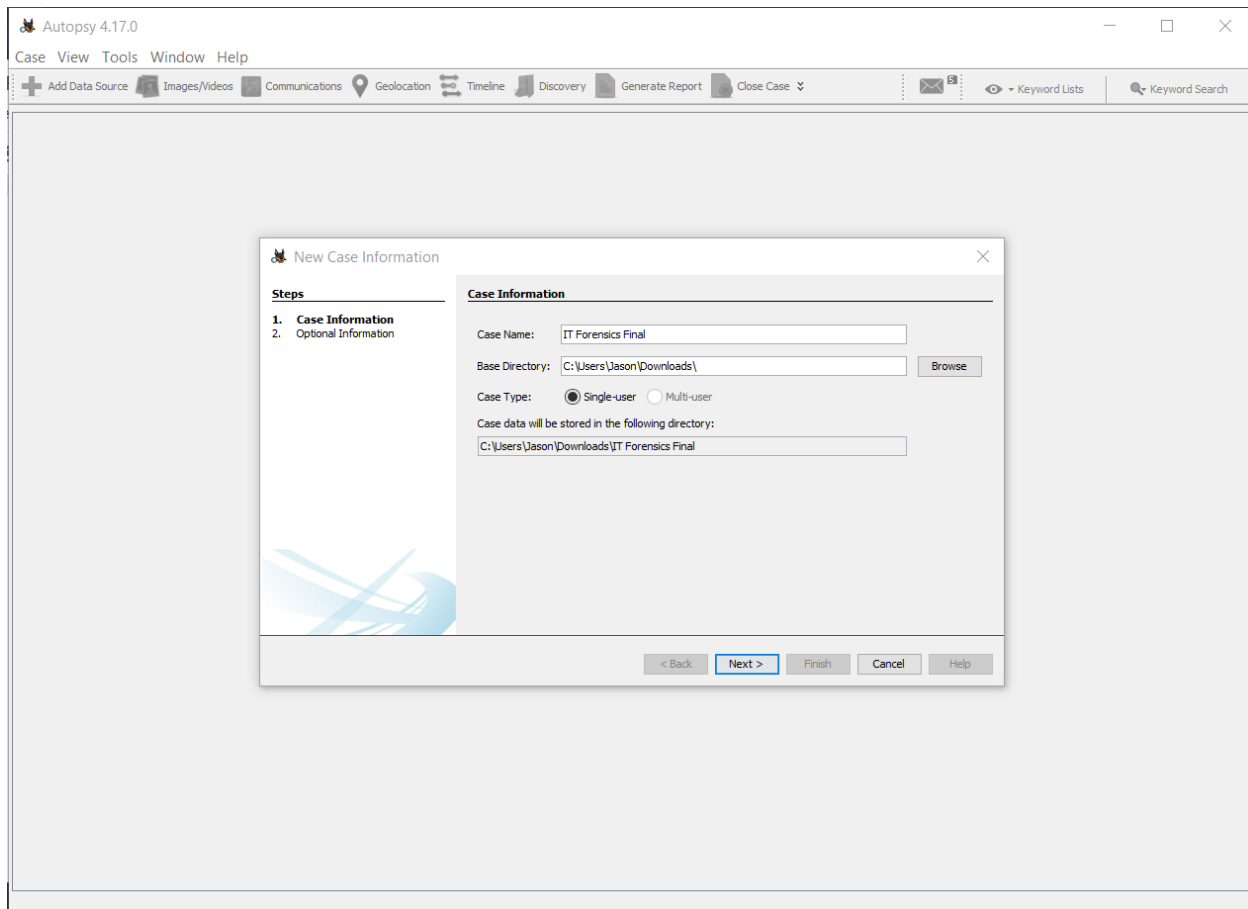 Autopsy 4.17.0
Case View Tools Window Help
Add Data Source Images/Videos Communications Geolocation Timeline Discovery Generate Report Close Case 5 Keyword Lists Keyword Search
New Case Information
Steps
1. Case Information
2. Optional Information
Case Information
Case Name: IT Forensics Final
Base Directory: C:\Users\Jason\Downloads\ Browse
Case Type: Single-user Multi-user
Case data will be stored in the following directory:
C:\Users\Jason\Downloads\IT Forensics Final
< Back Next > Finish Cancel Help